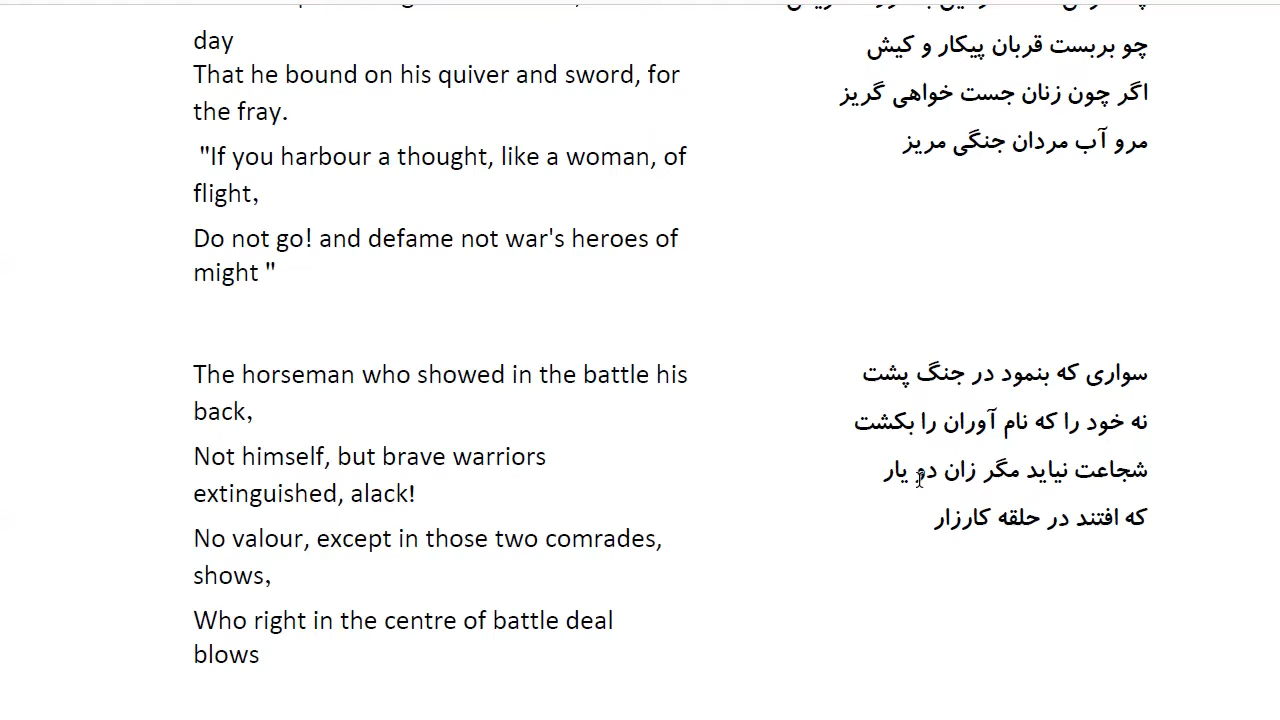 day
That he bound on his quiver and sword, for
the fray.
"If you harbour a thought, like a woman, of
flight,
Do not go! and defame not war's heroes of
might "
The horseman who showed in the battle his
back,
Not himself, but brave warriors
extinguished, alack!
No valour, except in those two comrades,
shows,
Who right in the centre of battle deal
blows
چو بربست قربان پیکار و کیش
اگر چون زنان جست خواهی گریز
مرو آب مردان جنگی مریز
سواری که بنمود در جنگ پشت
نه خود را که نام آوران را بکشت
شجاعت نیاید مگر زان دو یار
که افتند در حلقه کارزار